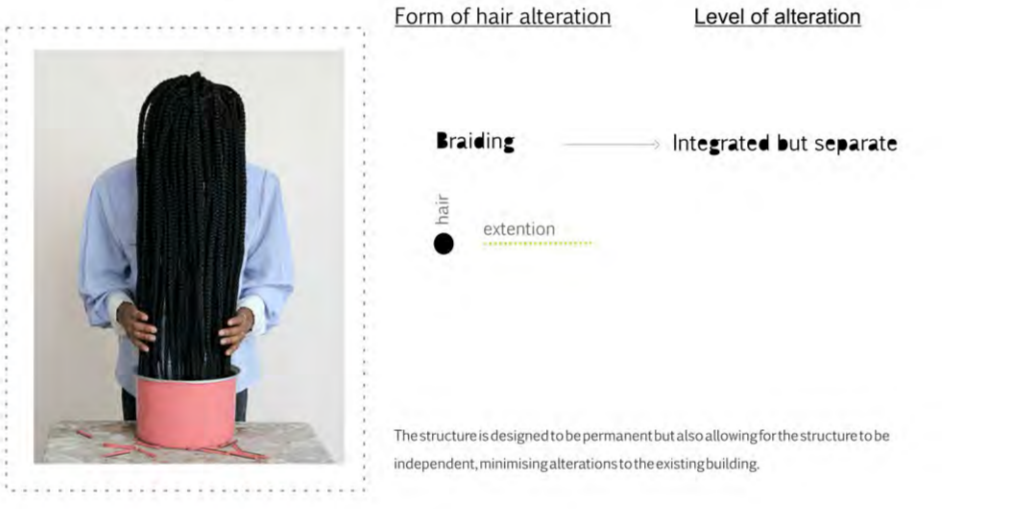 Form of hair alteration
Level of alteration
Braiding
Integrated but separate
hair
extention
The structure is designed to be permanent but also allowing for the structure to be
independent, minimising alterations to the existing building.